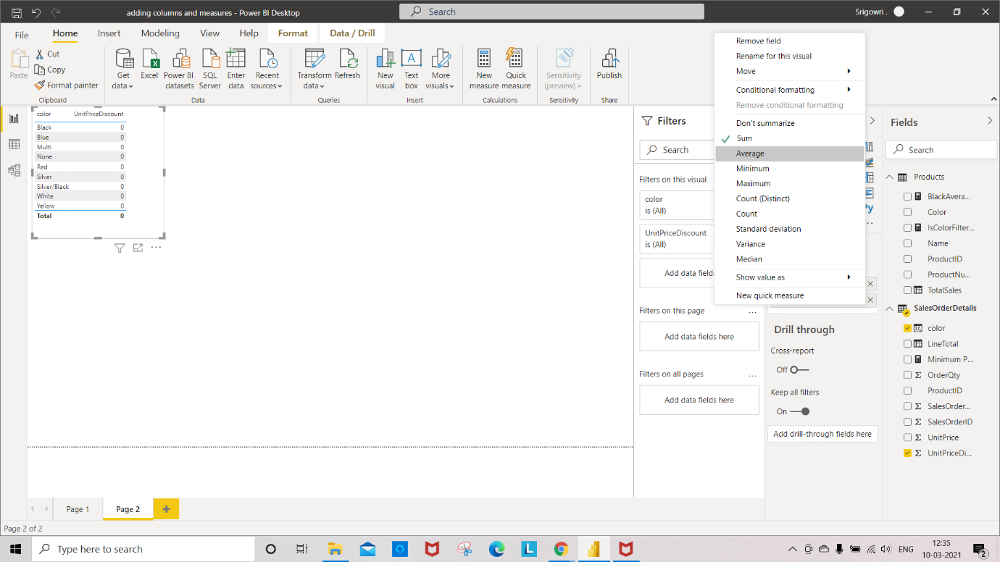 adding columns and measures - Power BI Desktop
Search
Srigowri .
File
Home
Insert
Modeling
View
Help
Format
Data / Drill
Paste
Cut
Copy
Format painter
Clipboard
Get data
Excel
Power BI datasets
SQL Server
Enter data
Recent sources
Data
Transform data
Refresh
Queries
New visual
Text box
More visuals
Insert
New measure
Quick measure
Calculations
Sensitivity (preview)
Sensitivity
Publish
Share
color UnitPriceDiscount
Black 0
Blue 0
Multi 0
None 0
Red 0
Silver 0
Silver/Black 0
White 0
Yellow 0
Total 0
Filters
Search
Filters on this visual
color
is (All)
UnitPriceDiscount
is (All)
Add data fields
Filters on this page
...
Add data fields here
Filters on all pages
...
Add data fields here
Remove field
Rename for this visual
Move
Conditional formatting
Remove conditional formatting
Don't summarize
Sum
Average
Minimum
Maximum
Count (Distinct)
Count
Standard deviation
Variance
Median
Show value as
New quick measure
Py
Drill through
Cross-report
Off
Keep all filters
On
Add drill-through fields here
Fields
Search
Products
BlackAvera...
Color
IsColorFilter...
Name
ProductID
ProductNu...
TotalSales
SalesOrderDetails
color
LineTotal
Minimum P...
OrderQty
ProductID
SalesOrder...
SalesOrderID
UnitPrice
UnitPriceDi...
Page 1
Page 2
+
Page 2 of 2
Type here to search
L
ENG
12:35
10-03-2021
2